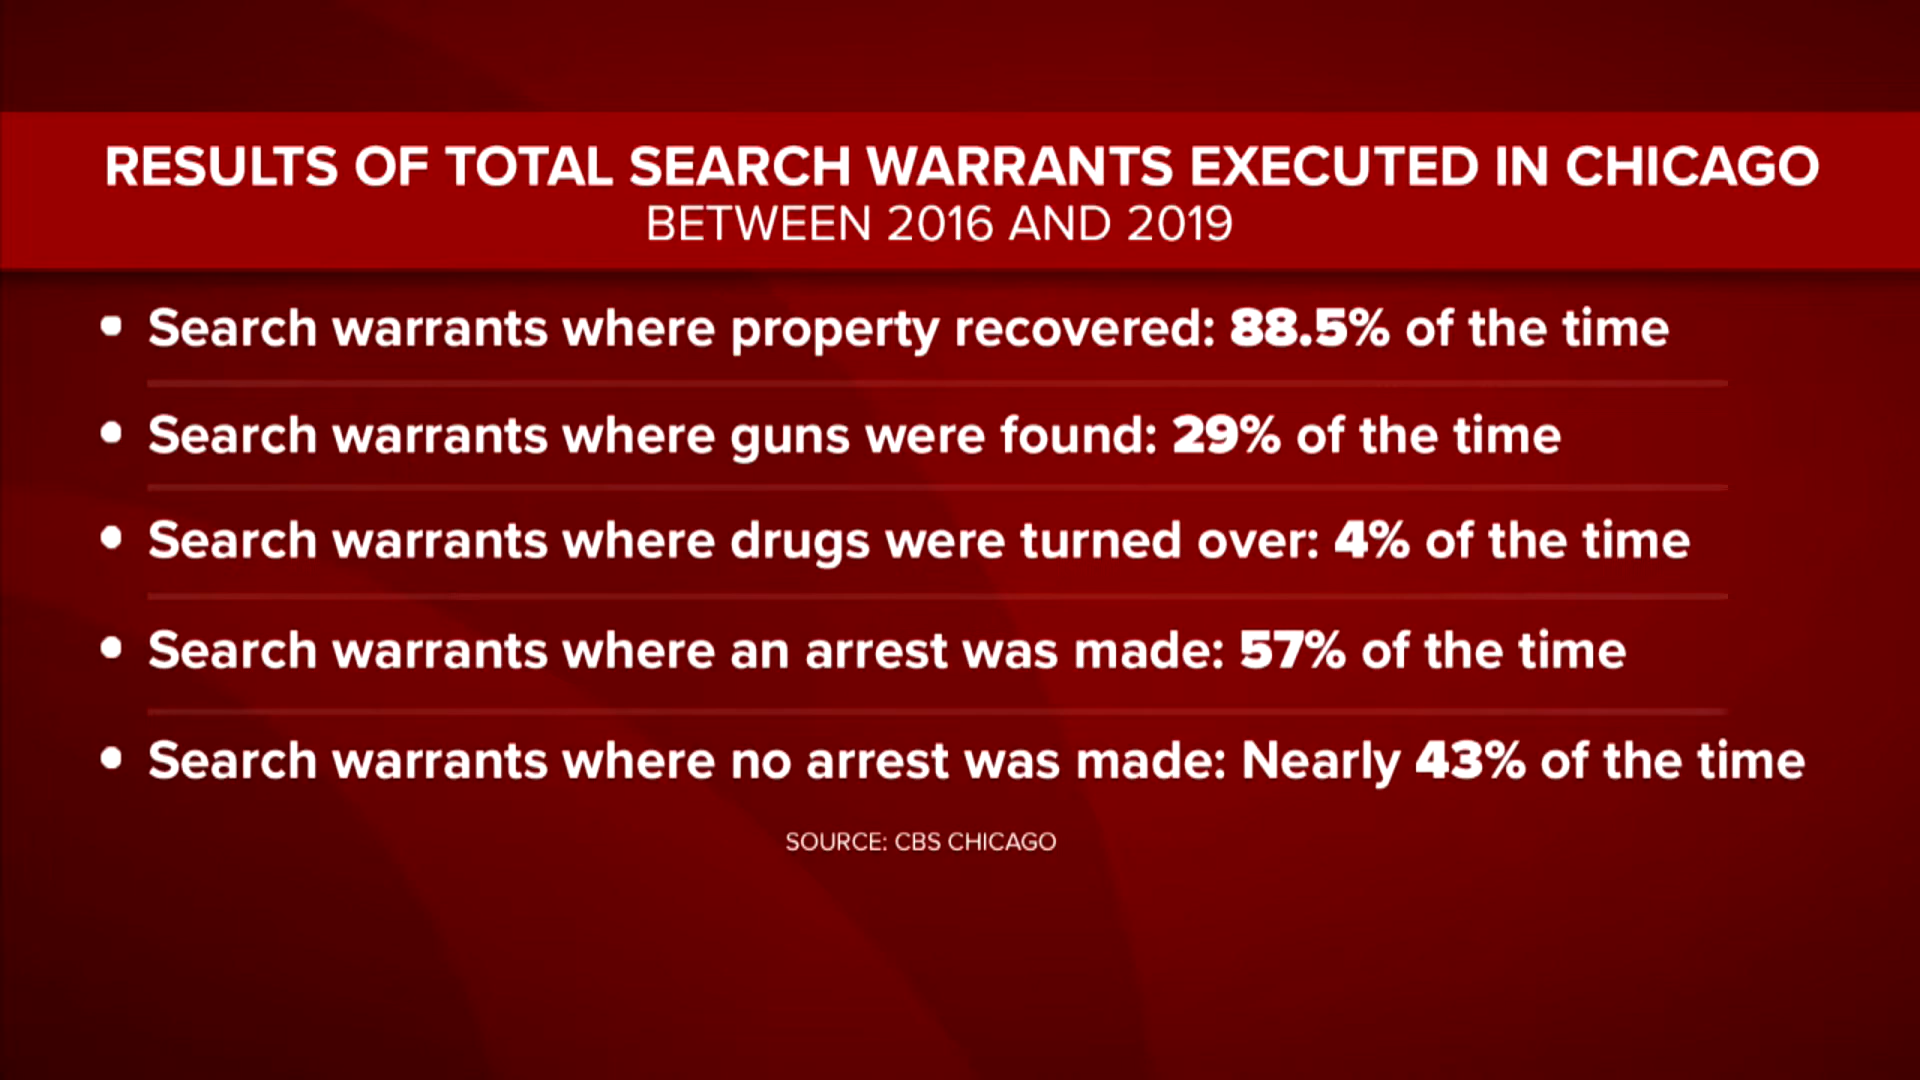 RESULTS OF TOTAL SEARCH WARRANTS EXECUTED IN CHICAGO
BETWEEN 2016 AND 2019
• Search warrants where property recovered: 88.5% of the time
• Search warrants where guns were found: 29% of the time
• Search warrants where drugs were turned over: 4% of the time
• Search warrants where an arrest was made: 57% of the time
• Search warrants where no arrest was made: Nearly 43% of the time
SOURCE: CBS CHICAGO